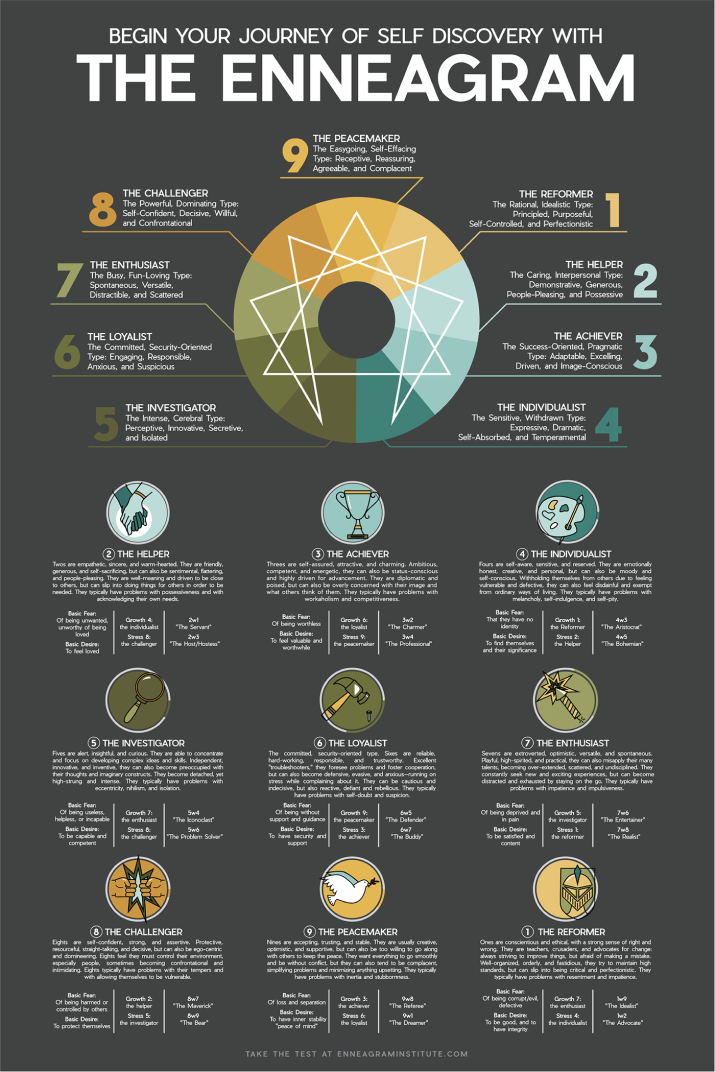 BEGIN YOUR JOURNEY OF SELF DISCOVERY WITH
THE ENNEAGRAM
9
THE PEACEMAKER
The Easygoing, Self-Effacing
Type: Receptive, Reassuring,
Agreeable, and Complacent
8
THE CHALLENGER
The Powerful, Dominating Type:
Self-Confident, Decisive, Willful,
and Confrontational
THE REFORMER
The Rational, Idealistic Type:
Principled, Purposeful,
Self-Controlled, and Perfectionistic
1
7
THE ENTHUSIAST
The Busy, Fun-Loving Type:
Spontaneous, Versatile,
Distractible, and Scattered
THE HELPER
The Caring, Interpersonal Type:
Demonstrative, Generous,
People-Pleasing, and Possessive
2
6
THE LOYALIST
The Committed, Security-Oriented
Type: Engaging, Responsible,
Anxious, and Suspicious
THE ACHIEVER
The Success-Oriented, Pragmatic
Type: Adaptable, Excelling,
Driven, and Image-Conscious
3
5
THE INVESTIGATOR
The Intense, Cerebral Type:
Perceptive, Innovative, Secretive,
and Isolated
THE INDIVIDUALIST
The Sensitive, Withdrawn Type:
Expressive, Dramatic,
Self-Absorbed, and Temperamental
4
2 THE HELPER
Twos are empathetic, sincere, and warm-hearted. They are friendly,
generous, and self-sacrificing, but can also be sentimental, flattering,
and people-pleasing. They are well-meaning and driven to be close
to others, but can slip into doing things for others in order to be
needed. They typically have problems with possessiveness and with
acknowledging their own needs.
Basic Fear:
Of being unwanted,
unworthy of being
loved
Basic Desire:
To feel loved
Growth 4:
the individualist
Stress 8:
the challenger
2w1
"The Servant"
2w3
"The Host/Hostess"
3 THE ACHIEVER
Threes are self-assured, attractive, and charming. Ambitious,
competent, and energetic, they can also be status-conscious
and highly driven for advancement. They are diplomatic and
poised, but can also be overly concerned with their image and
what others think of them. They typically have problems with
workaholism and competitiveness.
Basic Fear:
Of being worthless
Basic Desire:
To feel valuable and
worthwhile
Growth 6:
the loyalist
Stress 9:
the peacemaker
3w2
"The Charmer"
3w4
"The Professional"
4 THE INDIVIDUALIST
Fours are self-aware, sensitive, and reserved. They are emotionally
honest, creative, and personal, but can also be moody and
self-conscious. Withholding themselves from others due to feeling
vulnerable and defective, they can also feel disdainful and exempt
from ordinary ways of living. They typically have problems with
melancholy, self-indulgence, and self-pity.
Basic Fear:
That they have no
identity
Basic Desire:
To find themselves
and their significance
Growth 1:
the Reformer
Stress 2:
the Helper
4w3
"The Aristocrat"
4w5
"The Bohemian"
5 THE INVESTIGATOR
Fives are alert, insightful, and curious. They are able to concentrate
and focus on developing complex ideas and skills. Independent,
innovative, and inventive, they can also become preoccupied with
their thoughts and imaginary constructs. They become detached, yet
high-strung and intense. They typically have problems with
eccentricity, nihilism, and isolation.
Basic Fear:
Of being useless,
helpless, or incapable
Basic Desire:
To be capable and
competent
Growth 7:
the enthusiast
Stress 8:
the challenger
5w4
"The Iconoclast"
5w6
"The Problem Solver"
6 THE LOYALIST
The committed, security-oriented type. Sixes are reliable,
hard-working, responsible, and trustworthy. Excellent
"troubleshooters," they foresee problems and foster cooperation,
but can also become defensive, evasive, and anxious-running on
stress while complaining about it. They can be cautious and
indecisive, but also reactive, defiant and rebellious. They typically
have problems with self-doubt and suspicion.
Basic Fear:
Of being without
support and guidance
Basic Desire:
To have security and
support
Growth 9:
the peacemaker
Stress 3:
the achiever
6w5
"The Defender"
6w7
"The Buddy"
7 THE ENTHUSIAST
Sevens are extroverted, optimistic, versatile, and spontaneous.
Playful, high-spirited, and practical, they can also misapply their many
talents, becoming over-extended, scattered, and undisciplined. They
constantly seek new and exciting experiences, but can become
distracted and exhausted by staying on the go. They typically have
problems with impatience and impulsiveness.
Basic Fear:
Of being deprived and
in pain
Basic Desire:
To be satisfied and
content
Growth 5:
the investigator
Stress 1:
the reformer
7w6
"The Entertainer"
7w8
"The Realist"
8 THE CHALLENGER
Eights are self-confident, strong, and assertive. Protective,
resourceful, straight-talking, and decisive, but can also be ego-centric
and domineering. Eights feel they must control their environment,
especially people, sometimes becoming confrontational and
intimidating. Eights typically have problems with their tempers and
with allowing themselves to be vulnerable.
Basic Fear:
Of being harmed or
controlled by others
Basic Desire:
To protect themselves
Growth 2:
the helper
Stress 5:
the investigator
8w7
"The Maverick"
8w9
"The Bear"
9 THE PEACEMAKER
Nines are accepting, trusting, and stable. They are usually creative,
optimistic, and supportive, but can also be too willing to go along
with others to keep the peace. They want everything to go smoothly
and be without conflict, but they can also tend to be complacent,
simplifying problems and minimizing anything upsetting. They typically
have problems with inertia and stubbornness.
Basic Fear:
Of loss and separation
Basic Desire:
To have inner stability
"peace of mind"
Growth 3:
the achiever
Stress 6:
the loyalist
9w8
"The Referee"
9w1
"The Dreamer"
1 THE REFORMER
Ones are conscientious and ethical, with a strong sense of right and
wrong. They are teachers, crusaders, and advocates for change:
always striving to improve things, but afraid of making a mistake.
Well-organized, orderly, and fastidious, they try to maintain high
standards, but can slip into being critical and perfectionistic. They
typically have problems with resentment and impatience.
Basic Fear:
Of being corrupt/evil,
defective
Basic Desire:
To be good, and to
have integrity
Growth 7:
the enthusiast
Stress 4:
the individualist
1w9
"The Idealist"
1w2
"The Advocate"
TAKE THE TEST AT ENNEAGRAMINSTITUTE.COM